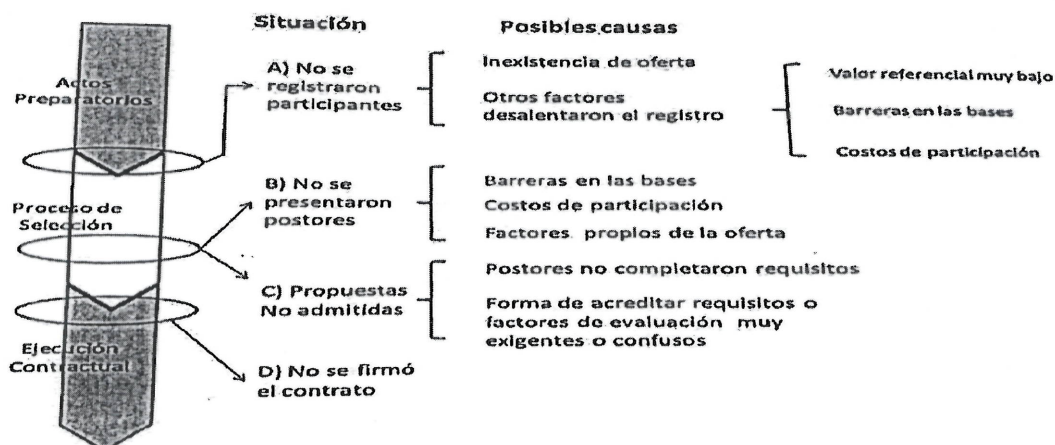 Situación
Posibles causas
Actos
Preparatorios
A) No se
registraron
participantes
Inexistencia de oferta
Otros factores
desalentaron el registro
Valor referencial muy bajo
Barreras en las bases
Costos de participación
Proceso de
Selección
B) No se
presentaron
postores
Barreras en las bases
Costos de participación
Factores propios de la oferta
C) Propuestas
No admitidas
Postores no completaron requisitos
Forma de acreditar requisitos o
factores de evaluación muy
exigentes o confusos
Ejecución
Contractual
D) No se firmó
el contrato